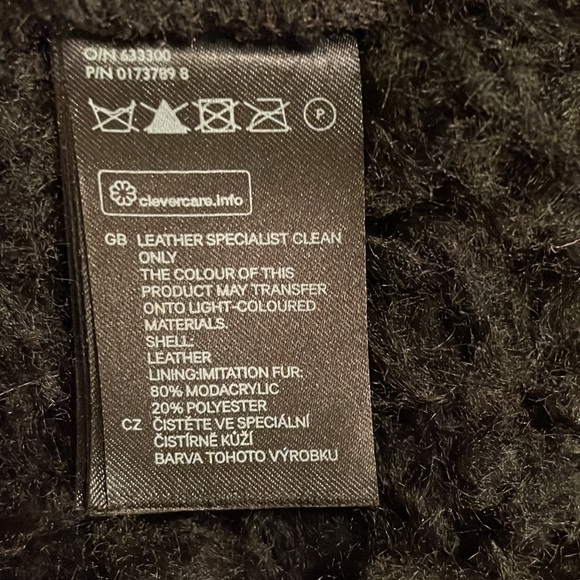 O/N 633300
P/N 0173789 8
P
clevercare.info
GB LEATHER SPECIALIST CLEAN
ONLY
THE COLOUR OF THIS
PRODUCT MAY TRANSFER
ONTO LIGHT-COLOURED
MATERIALS.
SHELL:
LEATHER
LINING:IMITATION FUR:
80% MODACRYLIC
20% POLYESTER
CZ ČISTĚTE VE SPECIÁLNÍ
ČISTÍRNĚ KŮŽÍ
BARVA TOHOTO VÝROBKU